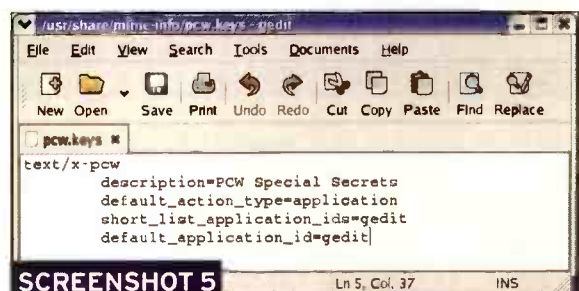 /usr/share/mime-info/pcw.keys - gedit
File Edit View Search Tools Documents Help
New Open Save Print Undo Redo Cut Copy Paste Find Replace
pcw.keys
text/x-pcw
description=PCW Special Secrets
default_action_type=application
short_list_application_ids=gedit
default_application_id=gedit
SCREENSHOT 5
Ln 5, Col. 37 INS